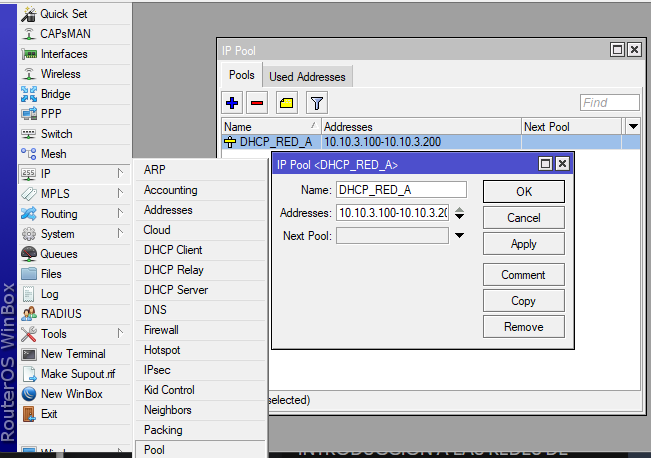 RouterOS WinBox
Quick Set
CAPsMAN
Interfaces
Wireless
Bridge
PPP
Switch
Mesh
IP
MPLS
Routing
System
Queues
Files
Log
RADIUS
Tools
New Terminal
Make Supout.rif
New WinBox
Exit
ARP
Accounting
Addresses
Cloud
DHCP Client
DHCP Relay
DHCP Server
DNS
Firewall
Hotspot
IPsec
Kid Control
Neighbors
Packing
Pool
IP Pool
Pools Used Addresses
Find
Name Addresses Next Pool
DHCP_RED_A 10.10.3.100-10.10.3.200
IP Pool <DHCP_RED_A>
Name: DHCP_RED_A
Addresses: 10.10.3.100-10.10.3.20
Next Pool:
OK
Cancel
Apply
Comment
Copy
Remove
selected)
INTRODUCCIÓN A LAS REDES DE